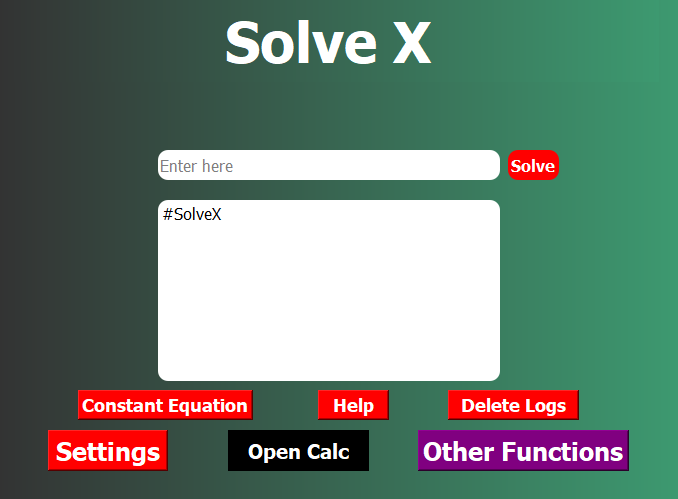 Solve X
Enter here
Solve
#SolveX
Constant Equation
Help
Delete Logs
Settings
Open Calc
Other Functions